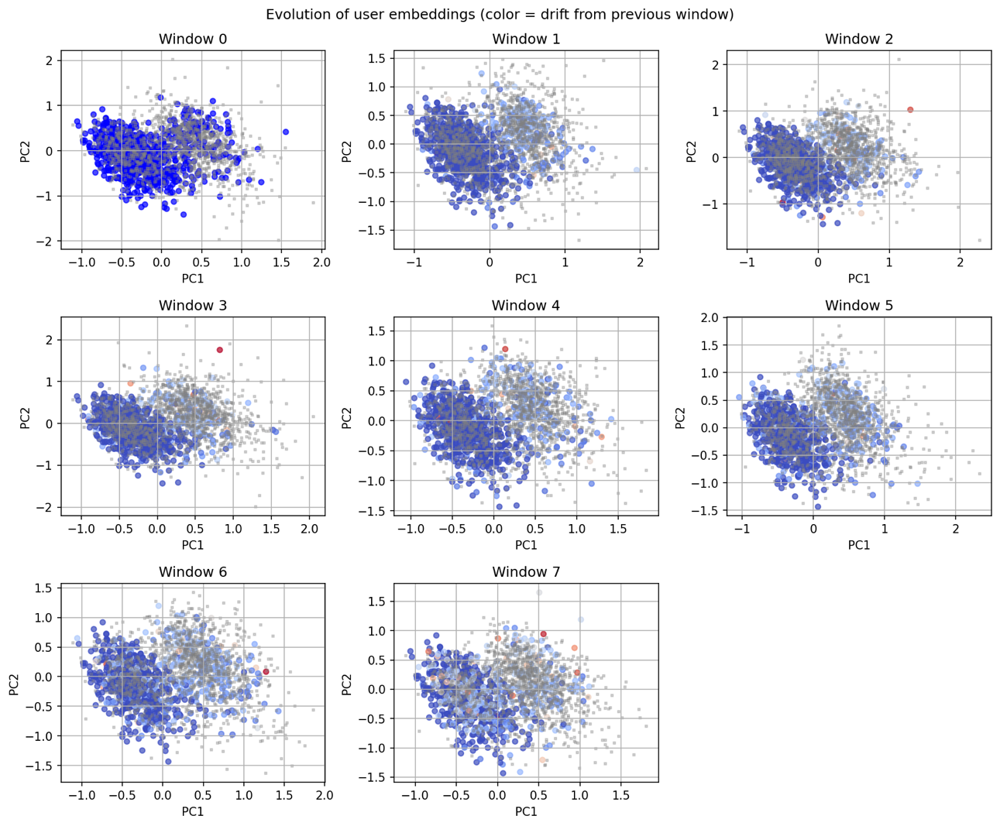 Evolution of user embeddings (color = drift from previous window)
Window 0
Window 1
Window 2
2
1
0
−1
−2
PC2
−1.0 −0.5 0.0 0.5 1.0 1.5 2.0
PC1
1.5
1.0
0.5
0.0
−0.5
−1.0
−1.5
PC2
−1 0 1 2
PC1
2
1
0
−1
PC2
−1 0 1 2
PC1
Window 3
Window 4
Window 5
2
1
0
−1
−2
PC2
−1.0 −0.5 0.0 0.5 1.0 1.5 2.0
PC1
1.5
1.0
0.5
0.0
−0.5
−1.0
−1.5
PC2
−1.0 −0.5 0.0 0.5 1.0 1.5
PC1
2.0
1.5
1.0
0.5
0.0
−0.5
−1.0
−1.5
PC2
−1 0 1 2
PC1
Window 6
Window 7
1.5
1.0
0.5
0.0
−0.5
−1.0
−1.5
PC2
−1.0 −0.5 0.0 0.5 1.0 1.5 2.0
PC1
1.5
1.0
0.5
0.0
−0.5
−1.0
−1.5
PC2
−1.0 −0.5 0.0 0.5 1.0 1.5
PC1